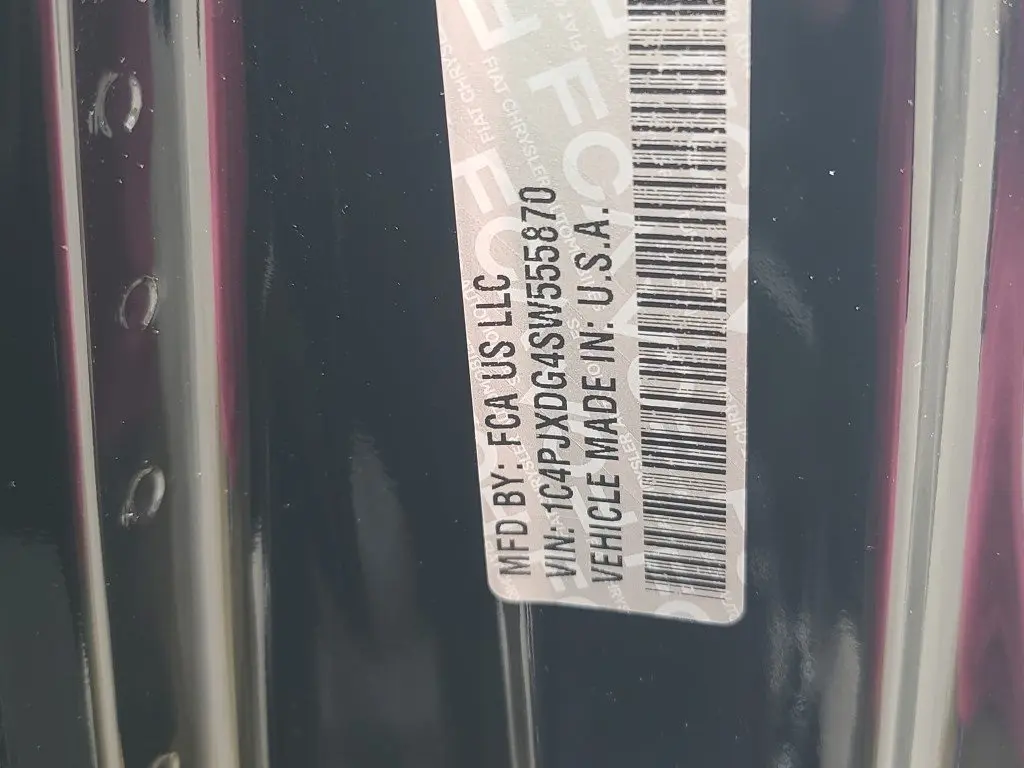 MFD BY: FCA US LLC
VIN: 1C4PJXDG4SW555870
VEHICLE MADE IN: U.S.A.